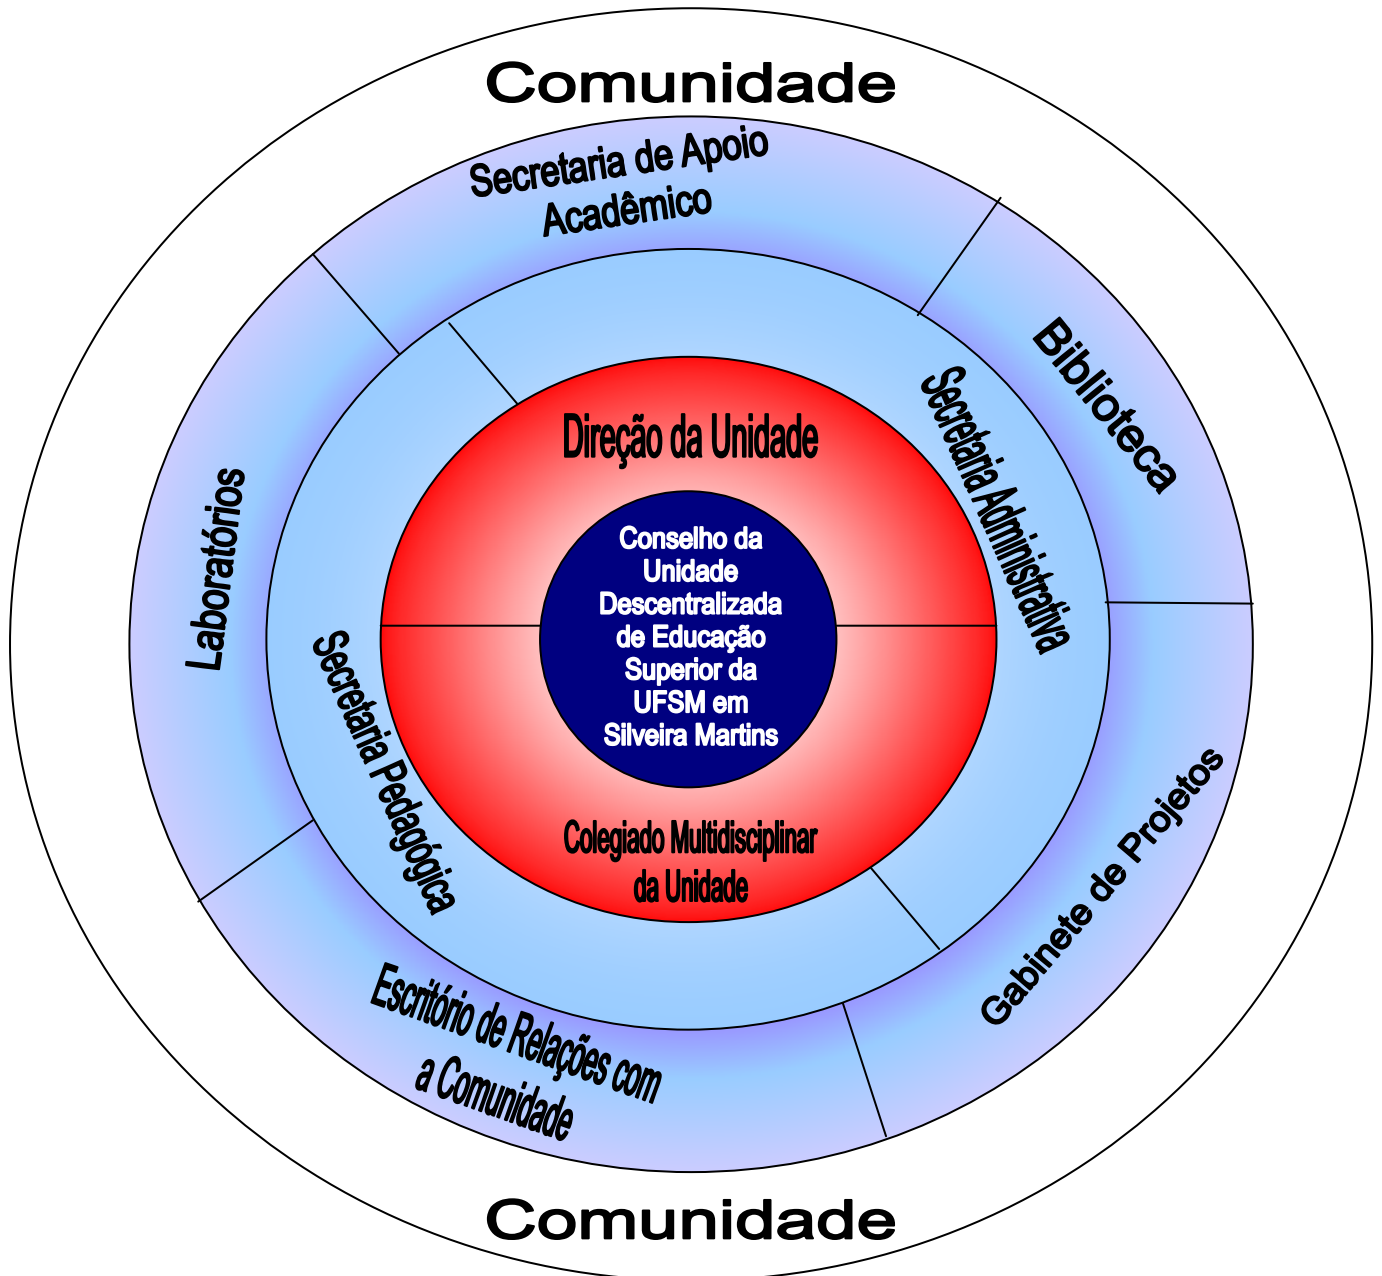 Comunidade
Secretaria de Apoio
Acadêmico
Biblioteca
Secretaria Administrativa
Direção da Unidade
Laboratórios
Conselho da
Unidade
Descentralizada
de Educação
Superior da
UFSM em
Silveira Martins
Secretaria Pedagógica
Gabinete de Projetos
Colegiado Multidisciplinar
da Unidade
Escritório de Relações com
a Comunidade
Comunidade